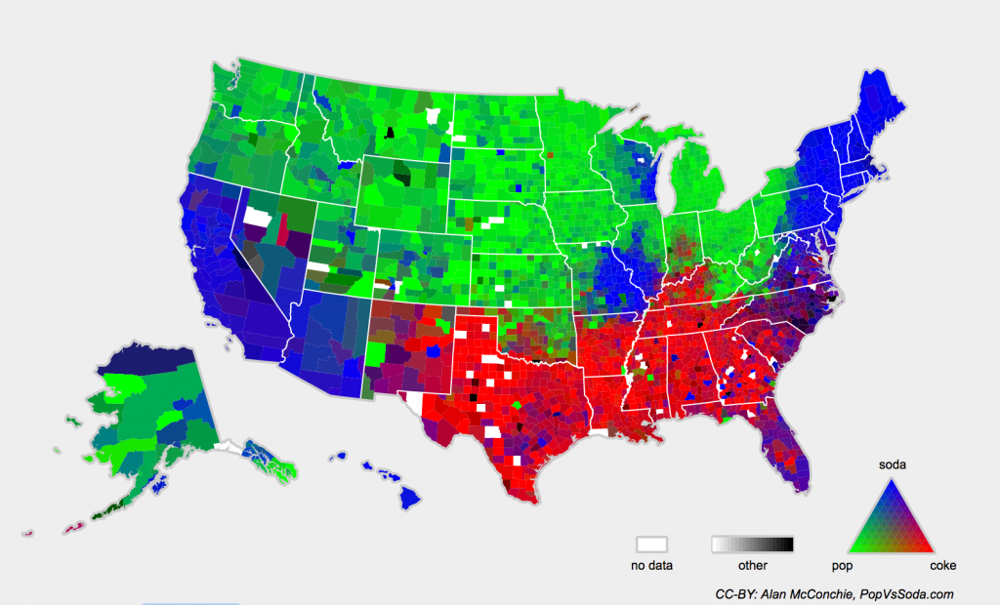 soda
pop coke
no data other
CC-BY: Alan McConchie, PopVsSoda.com